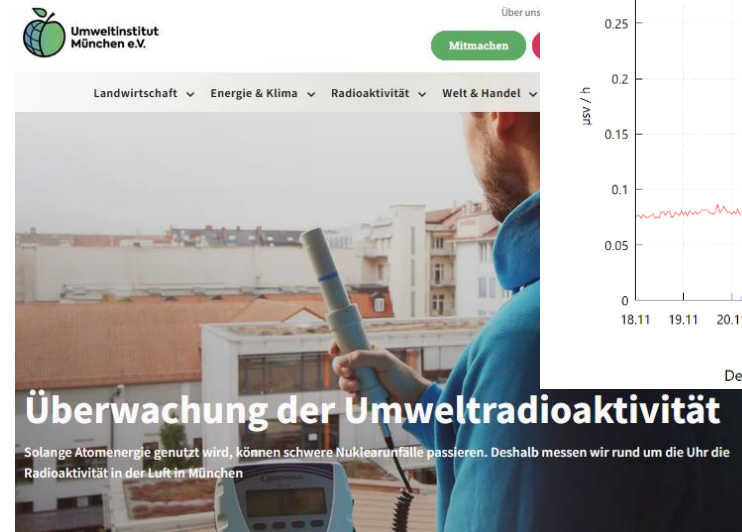 Umweltinstitut
München e.V.
Über uns
Mitmachen
Landwirtschaft Energie & Klima Radioaktivität Welt & Handel
Überwachung der Umweltradioaktivität
Solange Atomenergie genutzt wird, können schwere Nuklearunfälle passieren. Deshalb messen wir rund um die Uhr die
Radioaktivität in der Luft in München
0.25
0.2
µsv / h
0.15
0.1
0.05
0
18.11 19.11